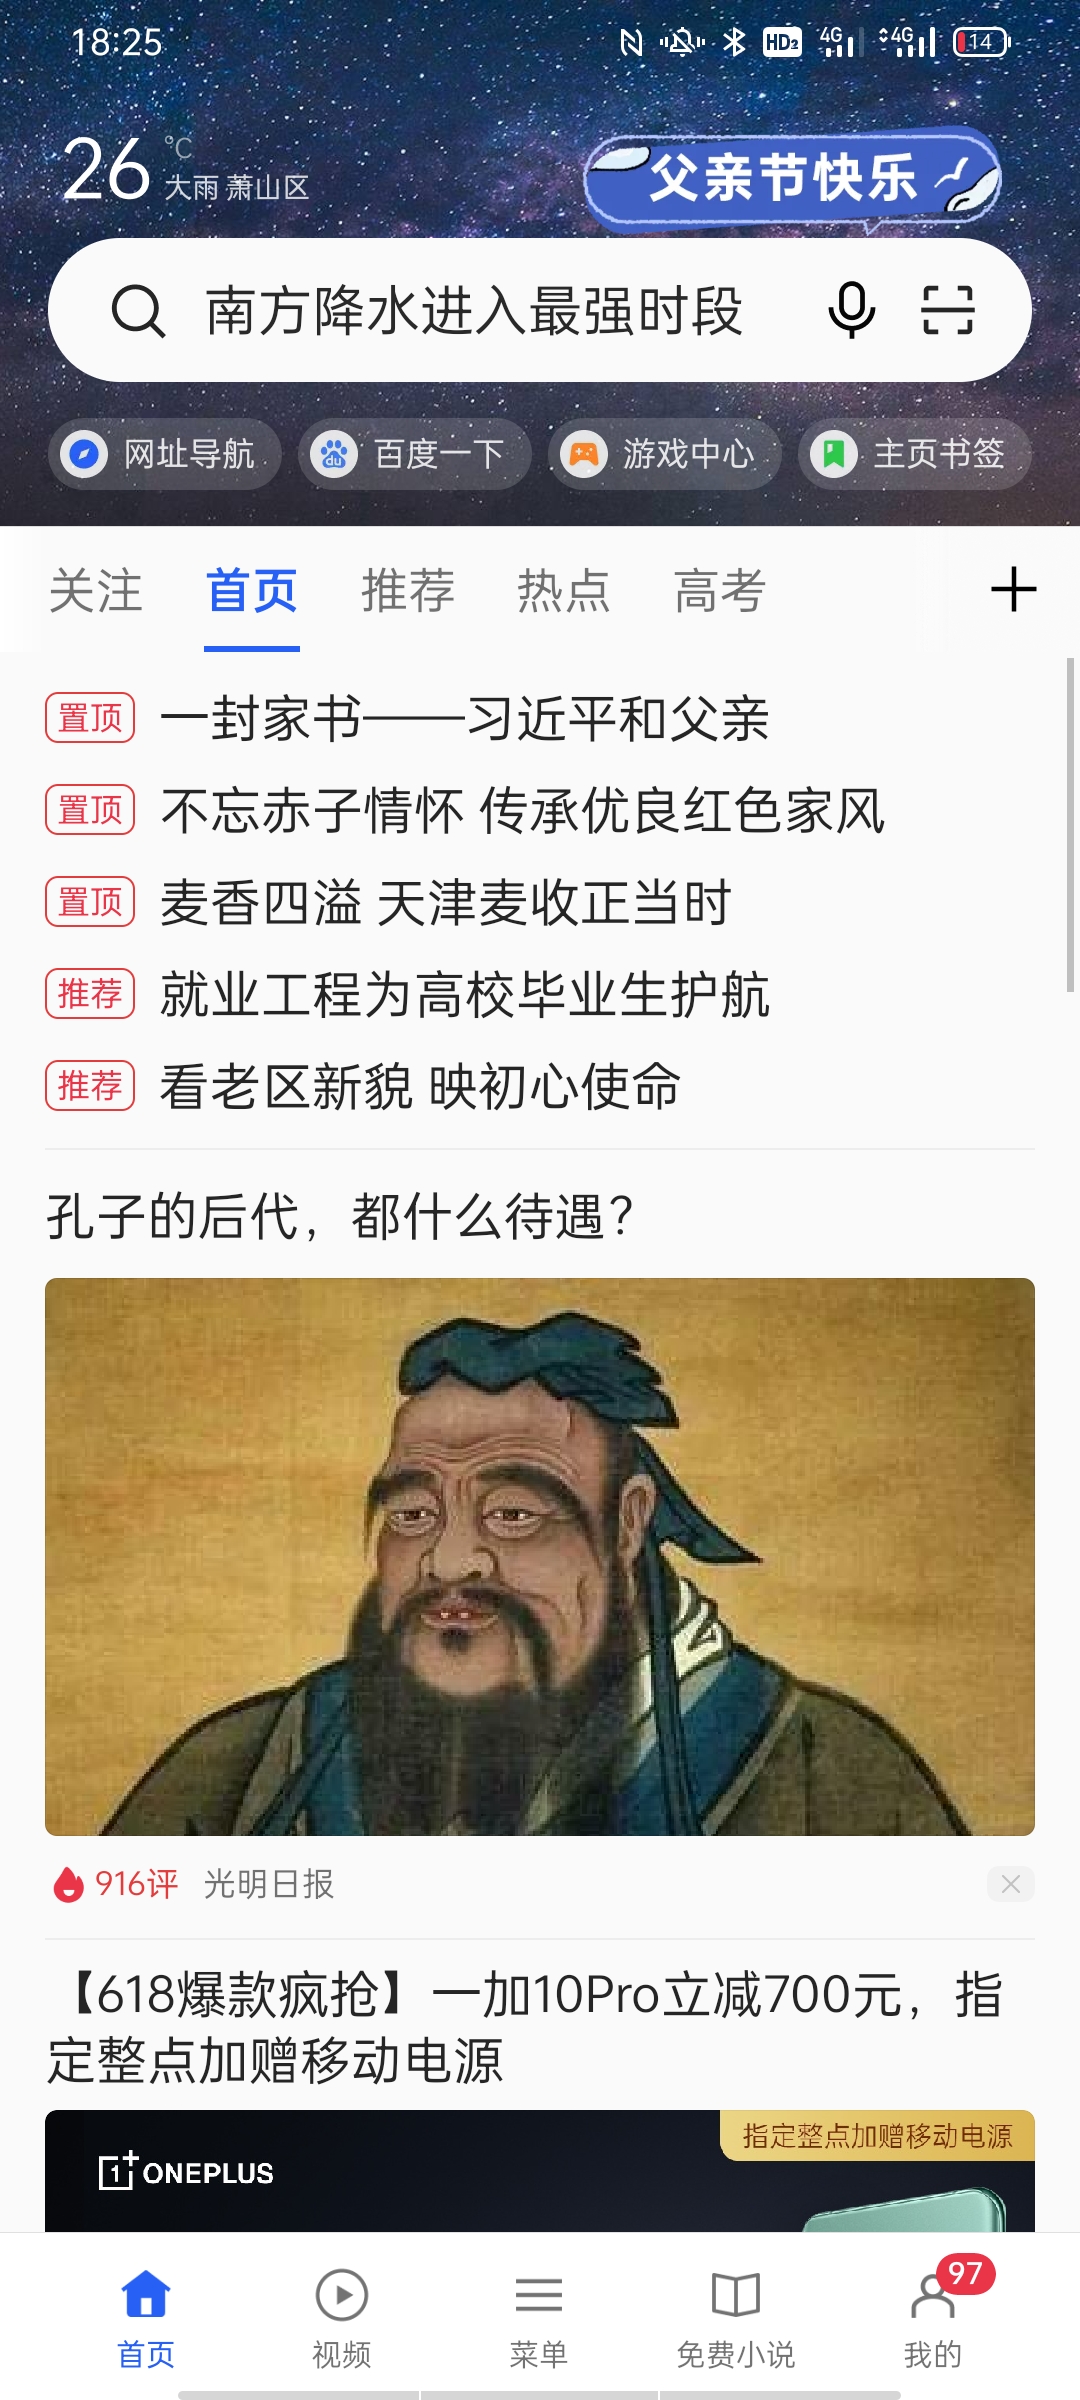 18:25
HD2
4G
4G
14
26
℃
大雨 萧山区
父亲节快乐
南方降水进入最强时段
网址导航
du
百度一下
游戏中心
主页书签
关注
首页
推荐
热点
高考
置顶 一封家书——习近平和父亲
置顶 不忘赤子情怀 传承优良红色家风
置顶 麦香四溢 天津麦收正当时
推荐 就业工程为高校毕业生护航
推荐 看老区新貌 映初心使命
孔子的后代，都什么待遇？
916评 光明日报
【618爆款疯抢】一加10Pro立减700元，指
定整点加赠移动电源
指定整点加赠移动电源
1+ ONEPLUS
97
首页
视频
菜单
免费小说
我的